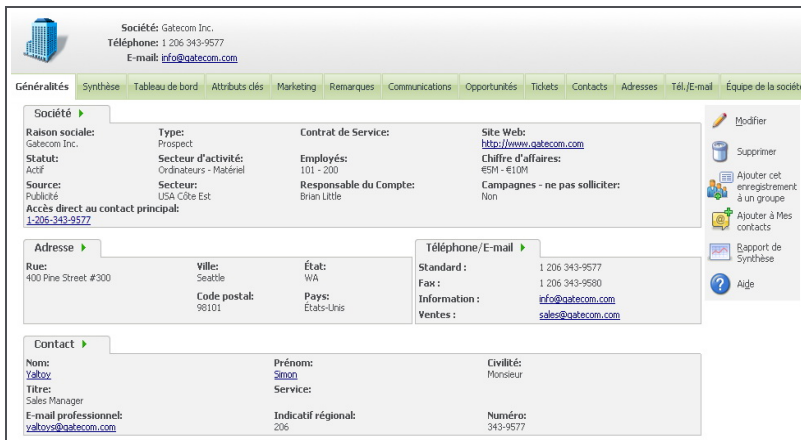 Société: Gatecom Inc.
Téléphone: 1 206 343-9577
E-mail: info@gatecom.com
Généralités Synthèse Tableau de bord Attributs clés Marketing Remarques Communications Opportunités Tickets Contacts Adresses Tél./E-mail Équipe de la société
Société
Raison sociale: Type: Contrat de Service: Site Web:
Gatecom Inc. Prospect http://www.gatecom.com
Statut: Secteur d'activité: Employés: Chiffre d'affaires:
Actif Ordinateurs - Matériel 101 - 200 €5M - €10M
Source: Secteur: Responsable du Compte: Campagnes - ne pas solliciter:
Publicité USA Côte Est Brian Little Non
Accès direct au contact principal:
1-206-343-9577
Modifier
Supprimer
Ajouter cet
enregistrement
à un groupe
Ajouter à Mes
contacts
Rapport de
Synthèse
Aide
Adresse
Rue: Ville: État:
400 Pine Street #300 Seattle WA
Code postal: Pays:
98101 États-Unis
Téléphone/E-mail
Standard : 1 206 343-9577
Fax : 1 206 343-9580
Information : info@gatecom.com
Ventes : sales@gatecom.com
Contact
Nom: Prénom: Civilité:
Yaltoy Simon Monsieur
Titre: Service:
Sales Manager
E-mail professionnel: Indicatif régional: Numéro:
yaltoys@gatecom.com 206 343-9577